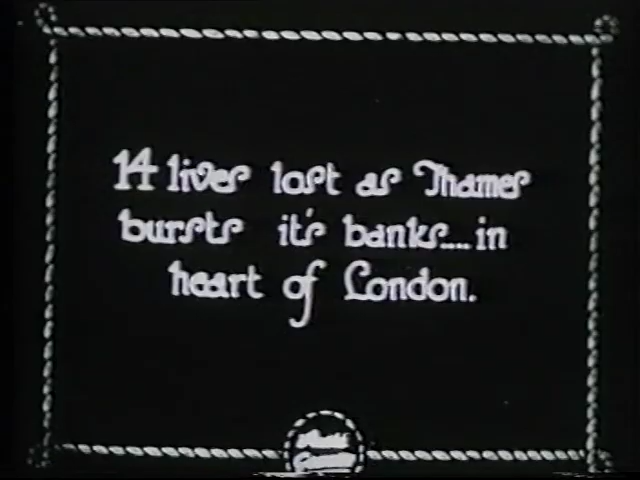 14 lives lost as Thames
bursts it's banks....in
heart of London.